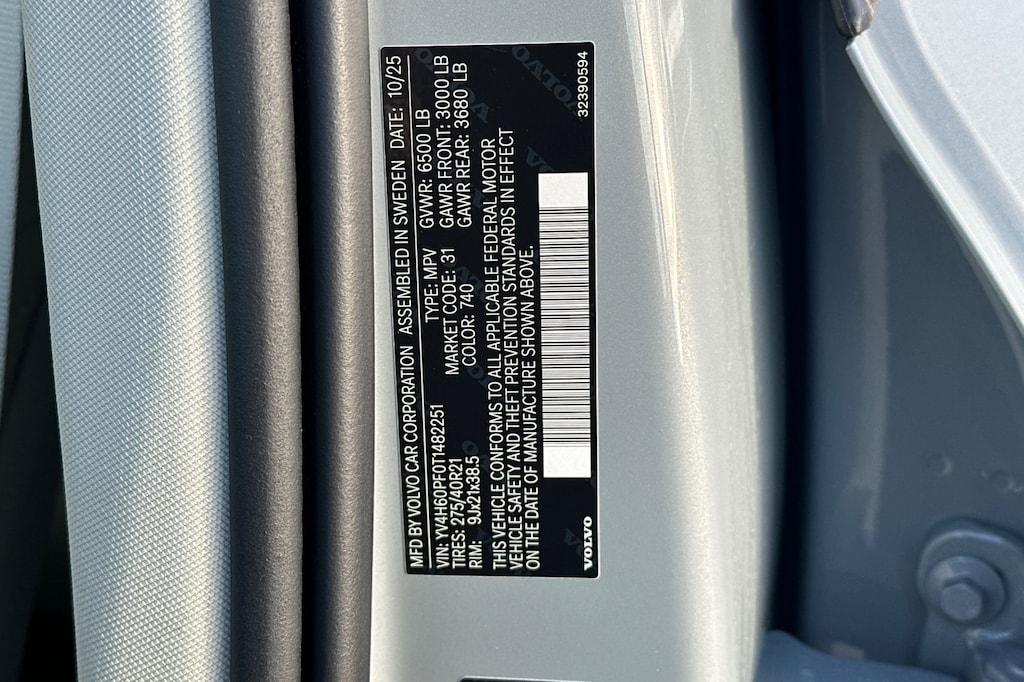 MFD BY VOLVO CAR CORPORATION ASSEMBLED IN SWEDEN DATE: 10/25
VIN: YV4H60PF0T1482251 TYPE: MPV GVWR: 6500 LB
TIRES: 275/40R21 MARKET CODE: 31 GAWR FRONT: 3000 LB
RIM: 9Jx21x38.5 COLOR: 740 GAWR REAR: 3680 LB
THIS VEHICLE CONFORMS TO ALL APPLICABLE FEDERAL MOTOR
VEHICLE SAFETY AND THEFT PREVENTION STANDARDS IN EFFECT
ON THE DATE OF MANUFACTURE SHOWN ABOVE.
VOLVO
32390594